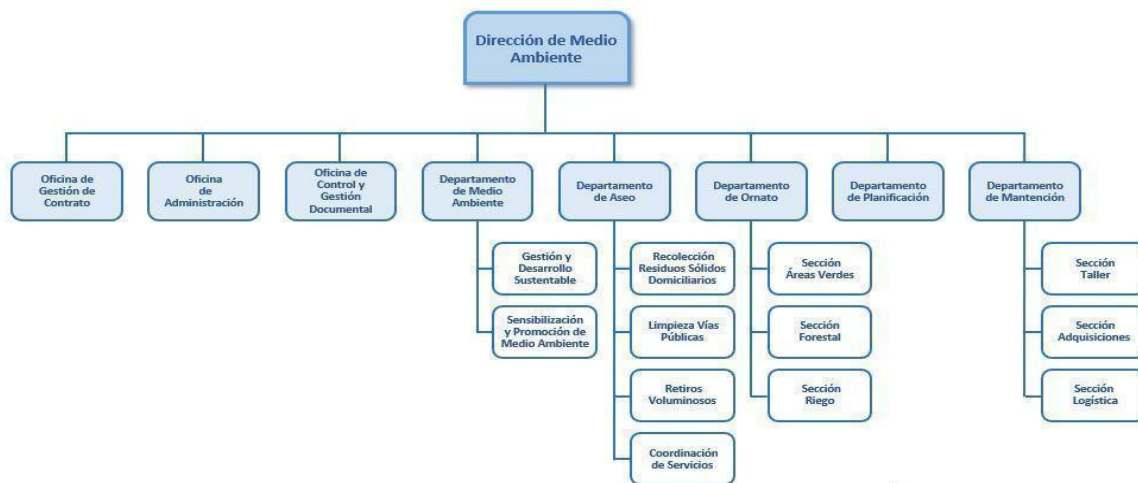 Dirección de Medio
Ambiente
Oficina de
Gestión de
Contrato
Oficina
de
Administración
Oficina de
Control y
Gestión
Documental
Departamento
de Medio
Ambiente
Departamento
de Aseo
Departamento
de Ornato
Departamento
de Planificación
Departamento
de Mantención
Gestión y
Desarrollo
Sustentable
Sensibilización
y Promoción de
Medio Ambiente
Recolección
Residuos Sólidos
Domiciliarios
Limpieza Vías
Públicas
Retiros
Voluminosos
Coordinación
de Servicios
Sección
Áreas Verdes
Sección
Forestal
Sección
Riego
Sección
Taller
Sección
Adquisiciones
Sección
Logística